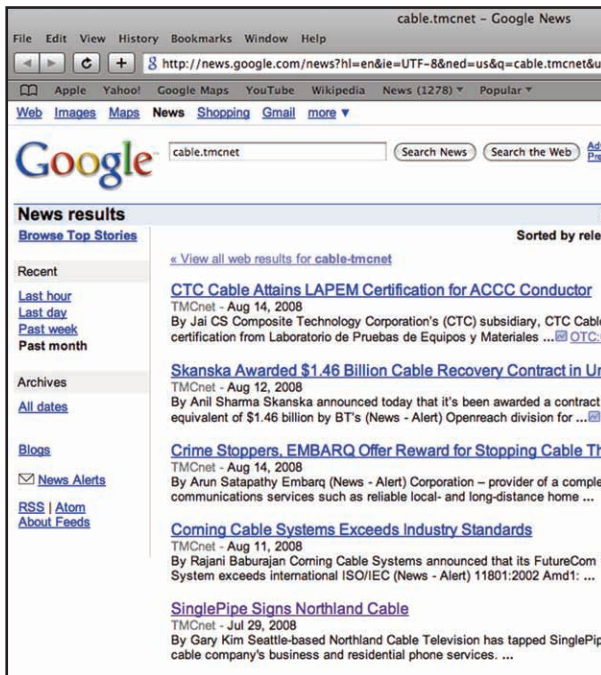 cable.tmcnet – Google News
File Edit View History Bookmarks Window Help
http://news.google.com/news?hl=en&ie=UTF-8&ned=us&q=cable.tmcnet&u
Apple Yahoo! Google Maps YouTube Wikipedia News (1278) Popular
Web Images Maps News Shopping Gmail more
Google cable.tmcnet Search News Search the Web
News results
Browse Top Stories
Sorted by rele
Recent
Last hour
Last day
Past week
Past month
Archives
All dates
Blogs
News Alerts
RSS | Atom
About Feeds
« View all web results for cable-tmcnet
CTC Cable Attains LAPEM Certification for ACCC Conductor
TMCnet - Aug 14, 2008
By Jai CS Composite Technology Corporation's (CTC) subsidiary, CTC Cable
certification from Laboratorio de Pruebas de Equipos y Materiales ... OTC:
Skanska Awarded $1.46 Billion Cable Recovery Contract in Un
TMCnet - Aug 12, 2008
By Anil Sharma Skanska announced today that it's been awarded a contract
equivalent of $1.46 billion by BT's (News - Alert) Openreach division for ...
Crime Stoppers, EMBARQ Offer Reward for Stopping Cable Th
TMCnet - Aug 14, 2008
By Arun Satapathy Embarq (News - Alert) Corporation – provider of a comple
communications services such as reliable local- and long-distance home ...
Corning Cable Systems Exceeds Industry Standards
TMCnet - Aug 11, 2008
By Rajani Baburajan Corning Cable Systems announced that its FutureCom
System exceeds international ISO/IEC (News - Alert) 11801:2002 Amd1: ...
SinglePipe Signs Northland Cable
TMCnet - Jul 29, 2008
By Gary Kim Seattle-based Northland Cable Television has tapped SinglePip
cable company's business and residential phone services. ...